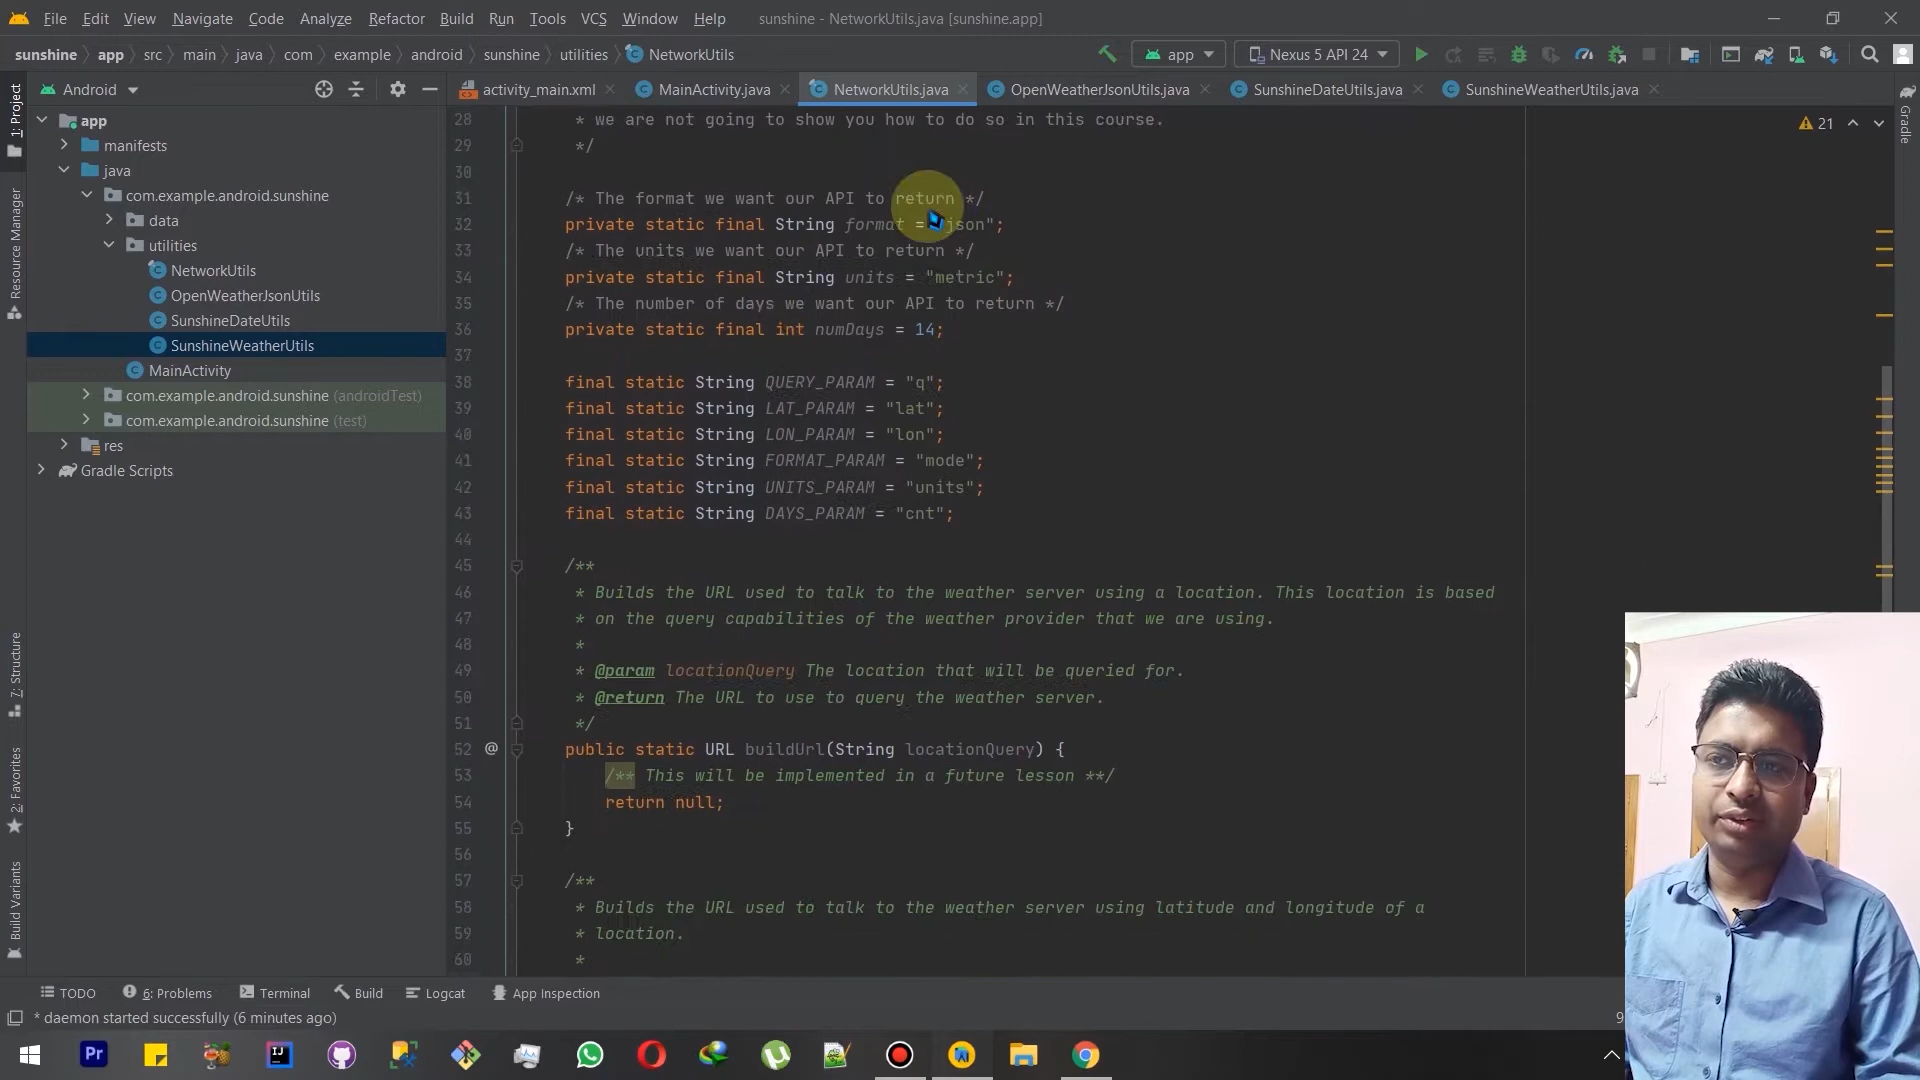 File Edit View Navigate Code Analyze Refactor Build Run Tools VCS Window Help sunshine - NetworkUtils.java [sunshine.app]
sunshine app src main java com example android sunshine utilities NetworkUtils app Nexus 5 API 24
Android
activity_main.xml MainActivity.java NetworkUtils.java OpenWeatherJsonUtils.java SunshineDateUtils.java SunshineWeatherUtils.java
1: Project
Resource Manager
7: Structure
2: Favorites
Build Variants
app
manifests
java
com.example.android.sunshine
data
utilities
NetworkUtils
OpenWeatherJsonUtils
SunshineDateUtils
SunshineWeatherUtils
MainActivity
com.example.android.sunshine (androidTest)
com.example.android.sunshine (test)
res
Gradle Scripts
28 * we are not going to show you how to do so in this course.
29 */
30
31 /* The format we want our API to return */
32 private static final String format = json";
33 /* The units we want our API to return */
34 private static final String units = "metric";
35 /* The number of days we want our API to return */
36 private static final int numDays = 14;
37
38 final static String QUERY_PARAM = "q";
39 final static String LAT_PARAM = "lat";
40 final static String LON_PARAM = "lon";
41 final static String FORMAT_PARAM = "mode";
42 final static String UNITS_PARAM = "units";
43 final static String DAYS_PARAM = "cnt";
44
45 /**
46 * Builds the URL used to talk to the weather server using a location. This location is based
47 * on the query capabilities of the weather provider that we are using.
48 *
49 * @param locationQuery The location that will be queried for.
50 * @return The URL to use to query the weather server.
51 */
52 @ public static URL buildUrl(String locationQuery) {
53 /** This will be implemented in a future lesson **/
54 return null;
55 }
56
57 /**
58 * Builds the URL used to talk to the weather server using latitude and longitude of a
59 * location.
60 *
21
Gradle
TODO 6: Problems Terminal Build Logcat App Inspection
* daemon started successfully (6 minutes ago)
9
Pr IJ